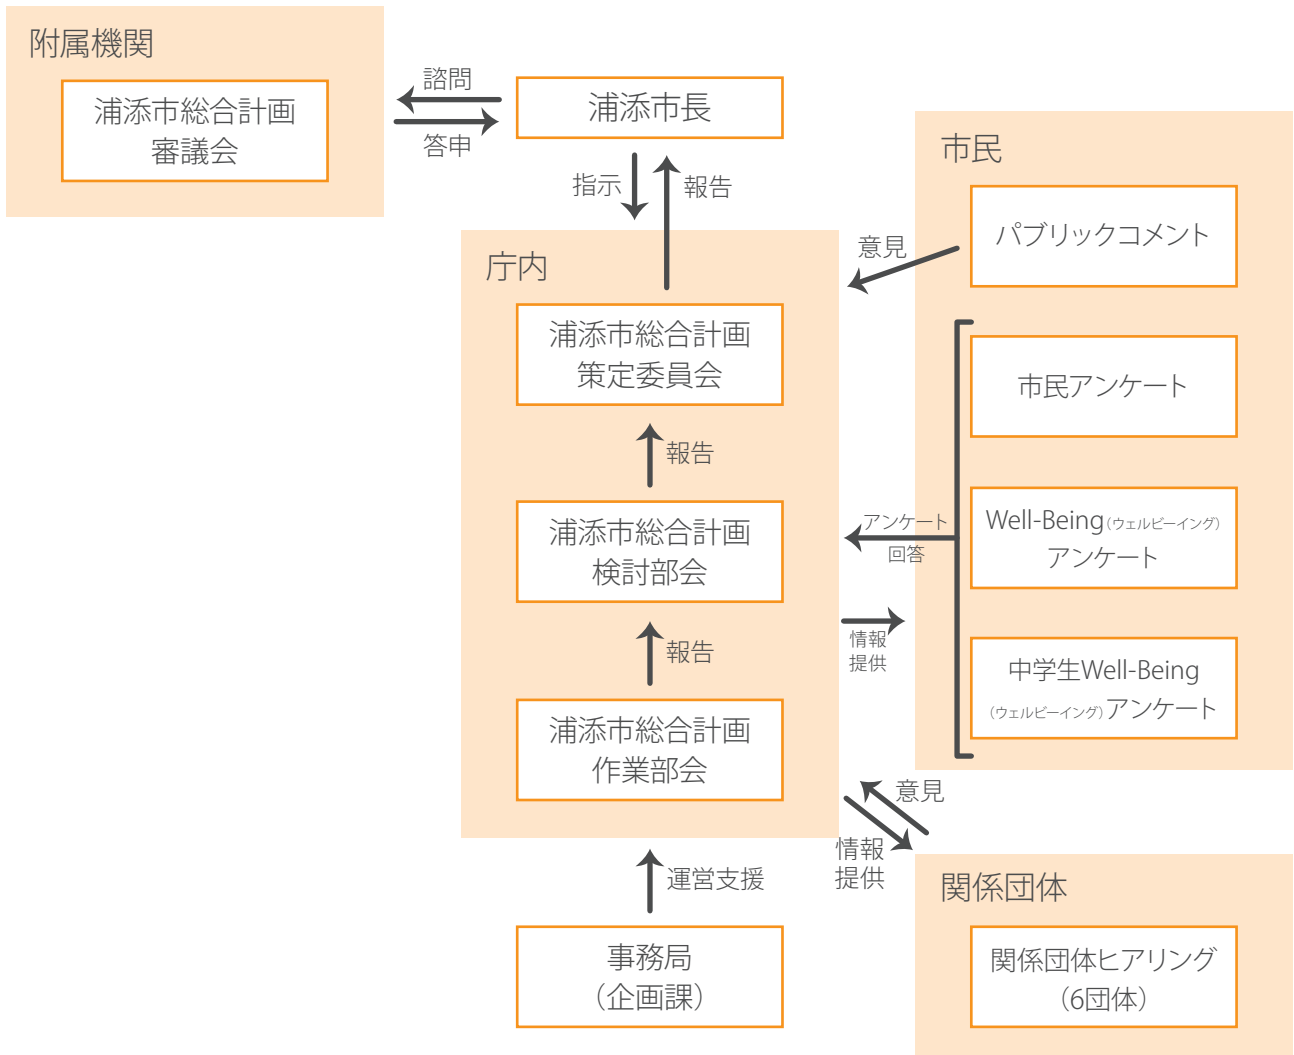 附属機関
浦添市総合計画
審議会
諮問
答申
浦添市長
指示
報告
庁内
浦添市総合計画
策定委員会
報告
浦添市総合計画
検討部会
報告
浦添市総合計画
作業部会
運営支援
事務局
（企画課）
市民
パブリックコメント
意見
市民アンケート
Well-Being（ウェルビーイング）
アンケート
アンケート
回答
情報
提供
中学生Well-Being
（ウェルビーイング）アンケート
意見
情報
提供
関係団体
関係団体ヒアリング
（6団体）